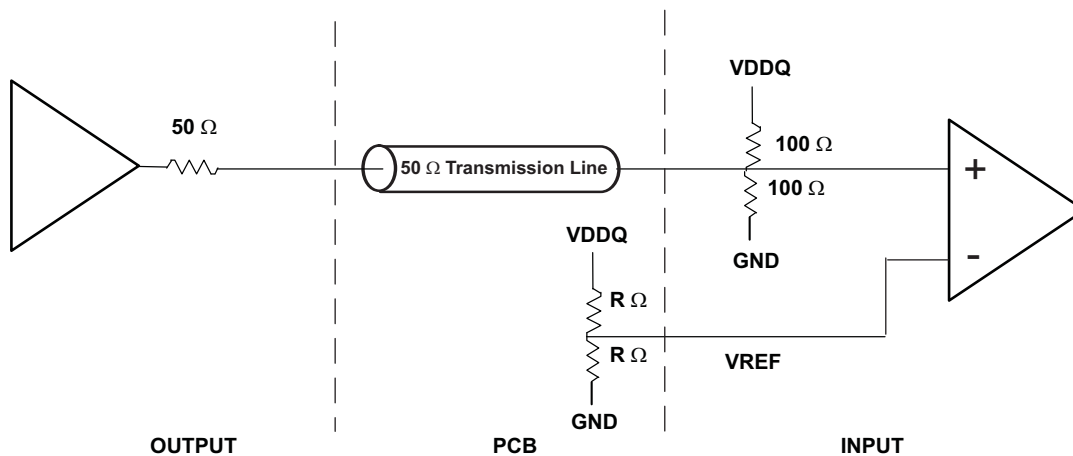 VDDQ
50 Ω
100 Ω
50 Ω Transmission Line
+
100 Ω
VDDQ
GND
-
R Ω
R Ω
VREF
GND
OUTPUT
PCB
INPUT